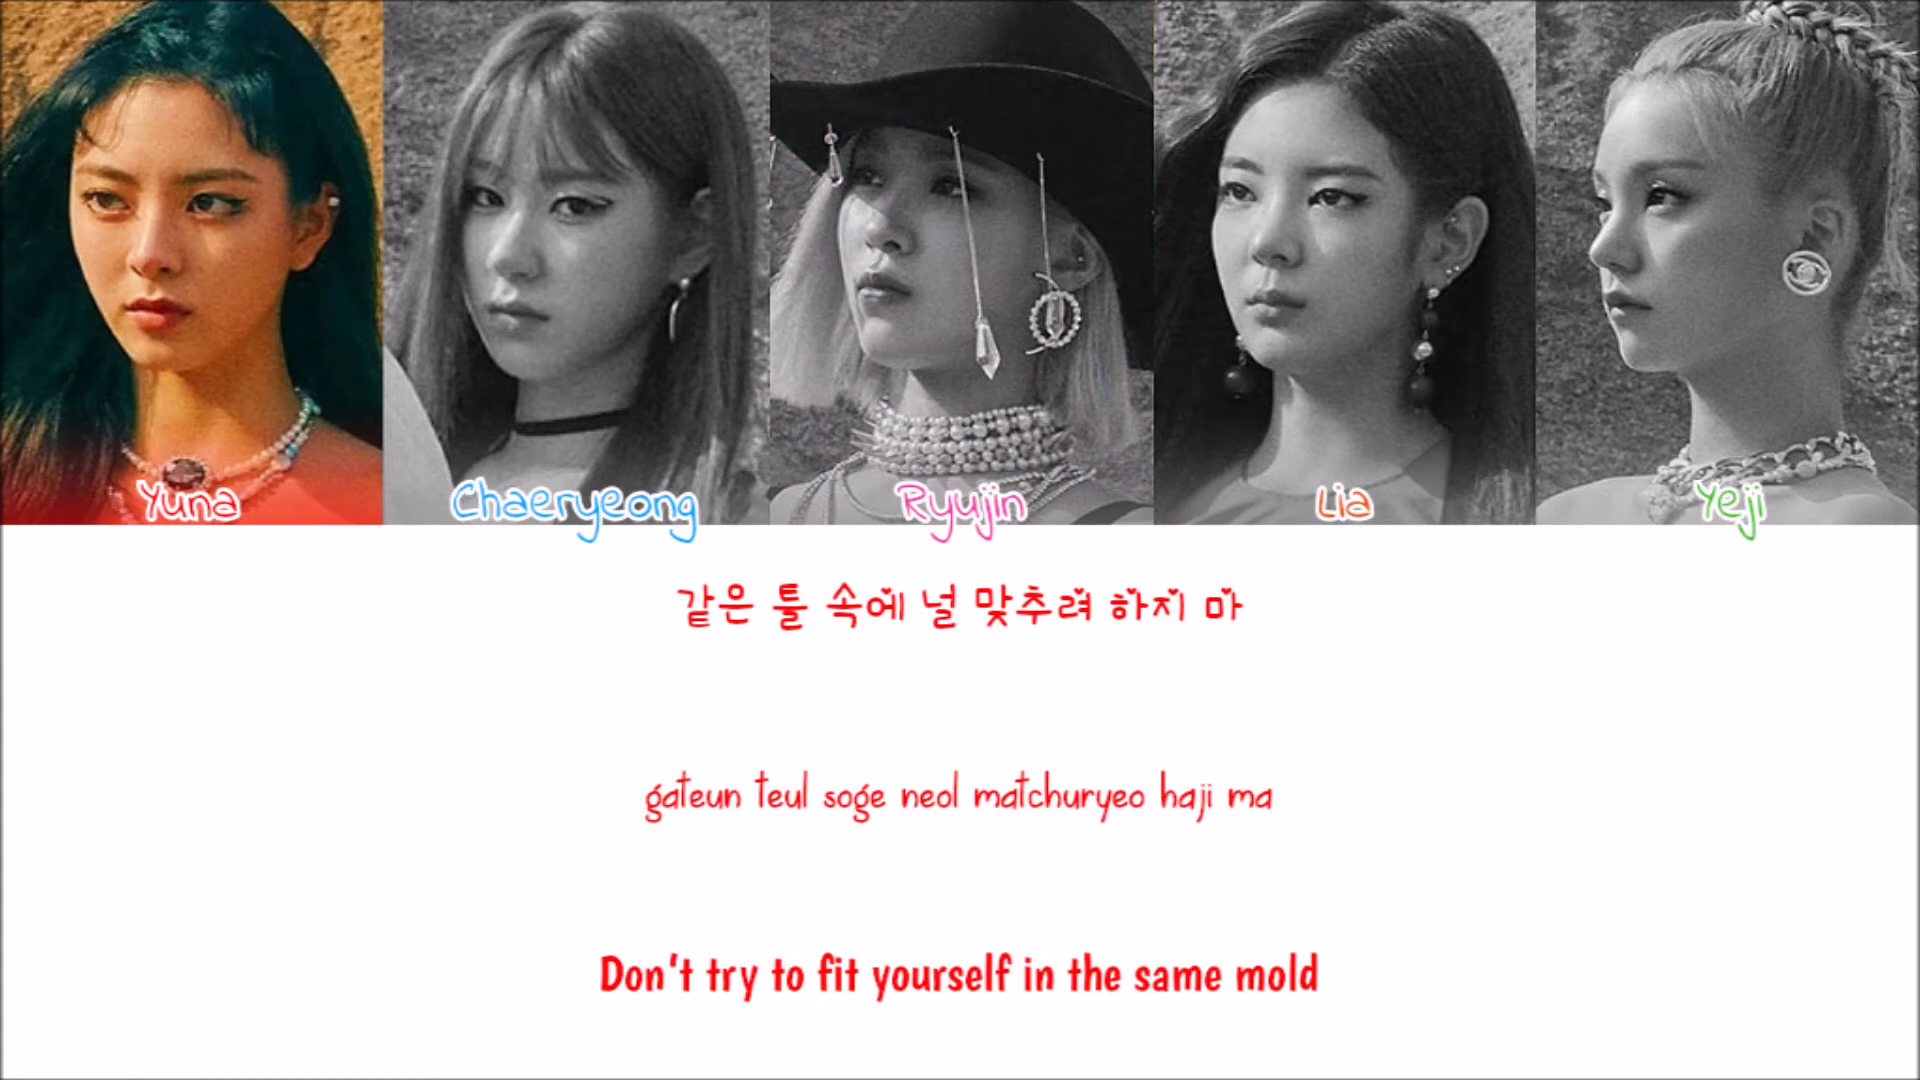 Yuna
Chaeryeong
Ryujin
Lia
Yeji
같은 틀 속에 널 맞추려 하지 마
gateun teul soge neol matchuryeo haji ma
Don't try to fit yourself in the same mold